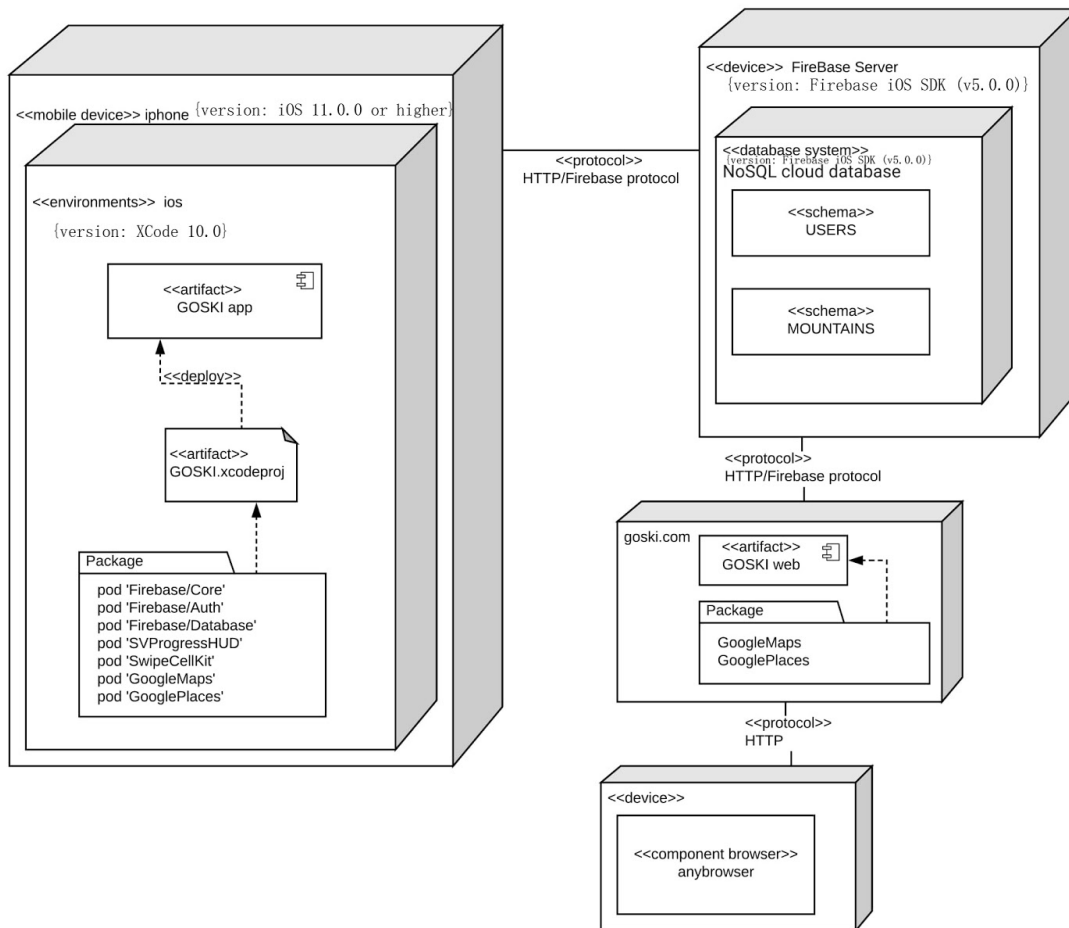 <<mobile device>> iphone {version: iOS 11.0.0 or higher}
<<environments>> ios
{version: XCode 10.0}
<<artifact>>
GOSKI app
<<deploy>>
<<artifact>>
GOSKI.xcodeproj
Package
pod 'Firebase/Core'
pod 'Firebase/Auth'
pod 'Firebase/Database'
pod 'SVProgressHUD'
pod 'SwipeCellKit'
pod 'GoogleMaps'
pod 'GooglePlaces'
<<protocol>>
HTTP/Firebase protocol
<<device>> FireBase Server
{version: Firebase iOS SDK (v5.0.0)}
<<database system>>
{version: Firebase iOS SDK (v5.0.0)}
NoSQL cloud database
<<schema>>
USERS
<<schema>>
MOUNTAINS
<<protocol>>
HTTP/Firebase protocol
goski.com
<<artifact>>
GOSKI web
Package
GoogleMaps
GooglePlaces
<<protocol>>
HTTP
<<device>>
<<component browser>>
anybrowser